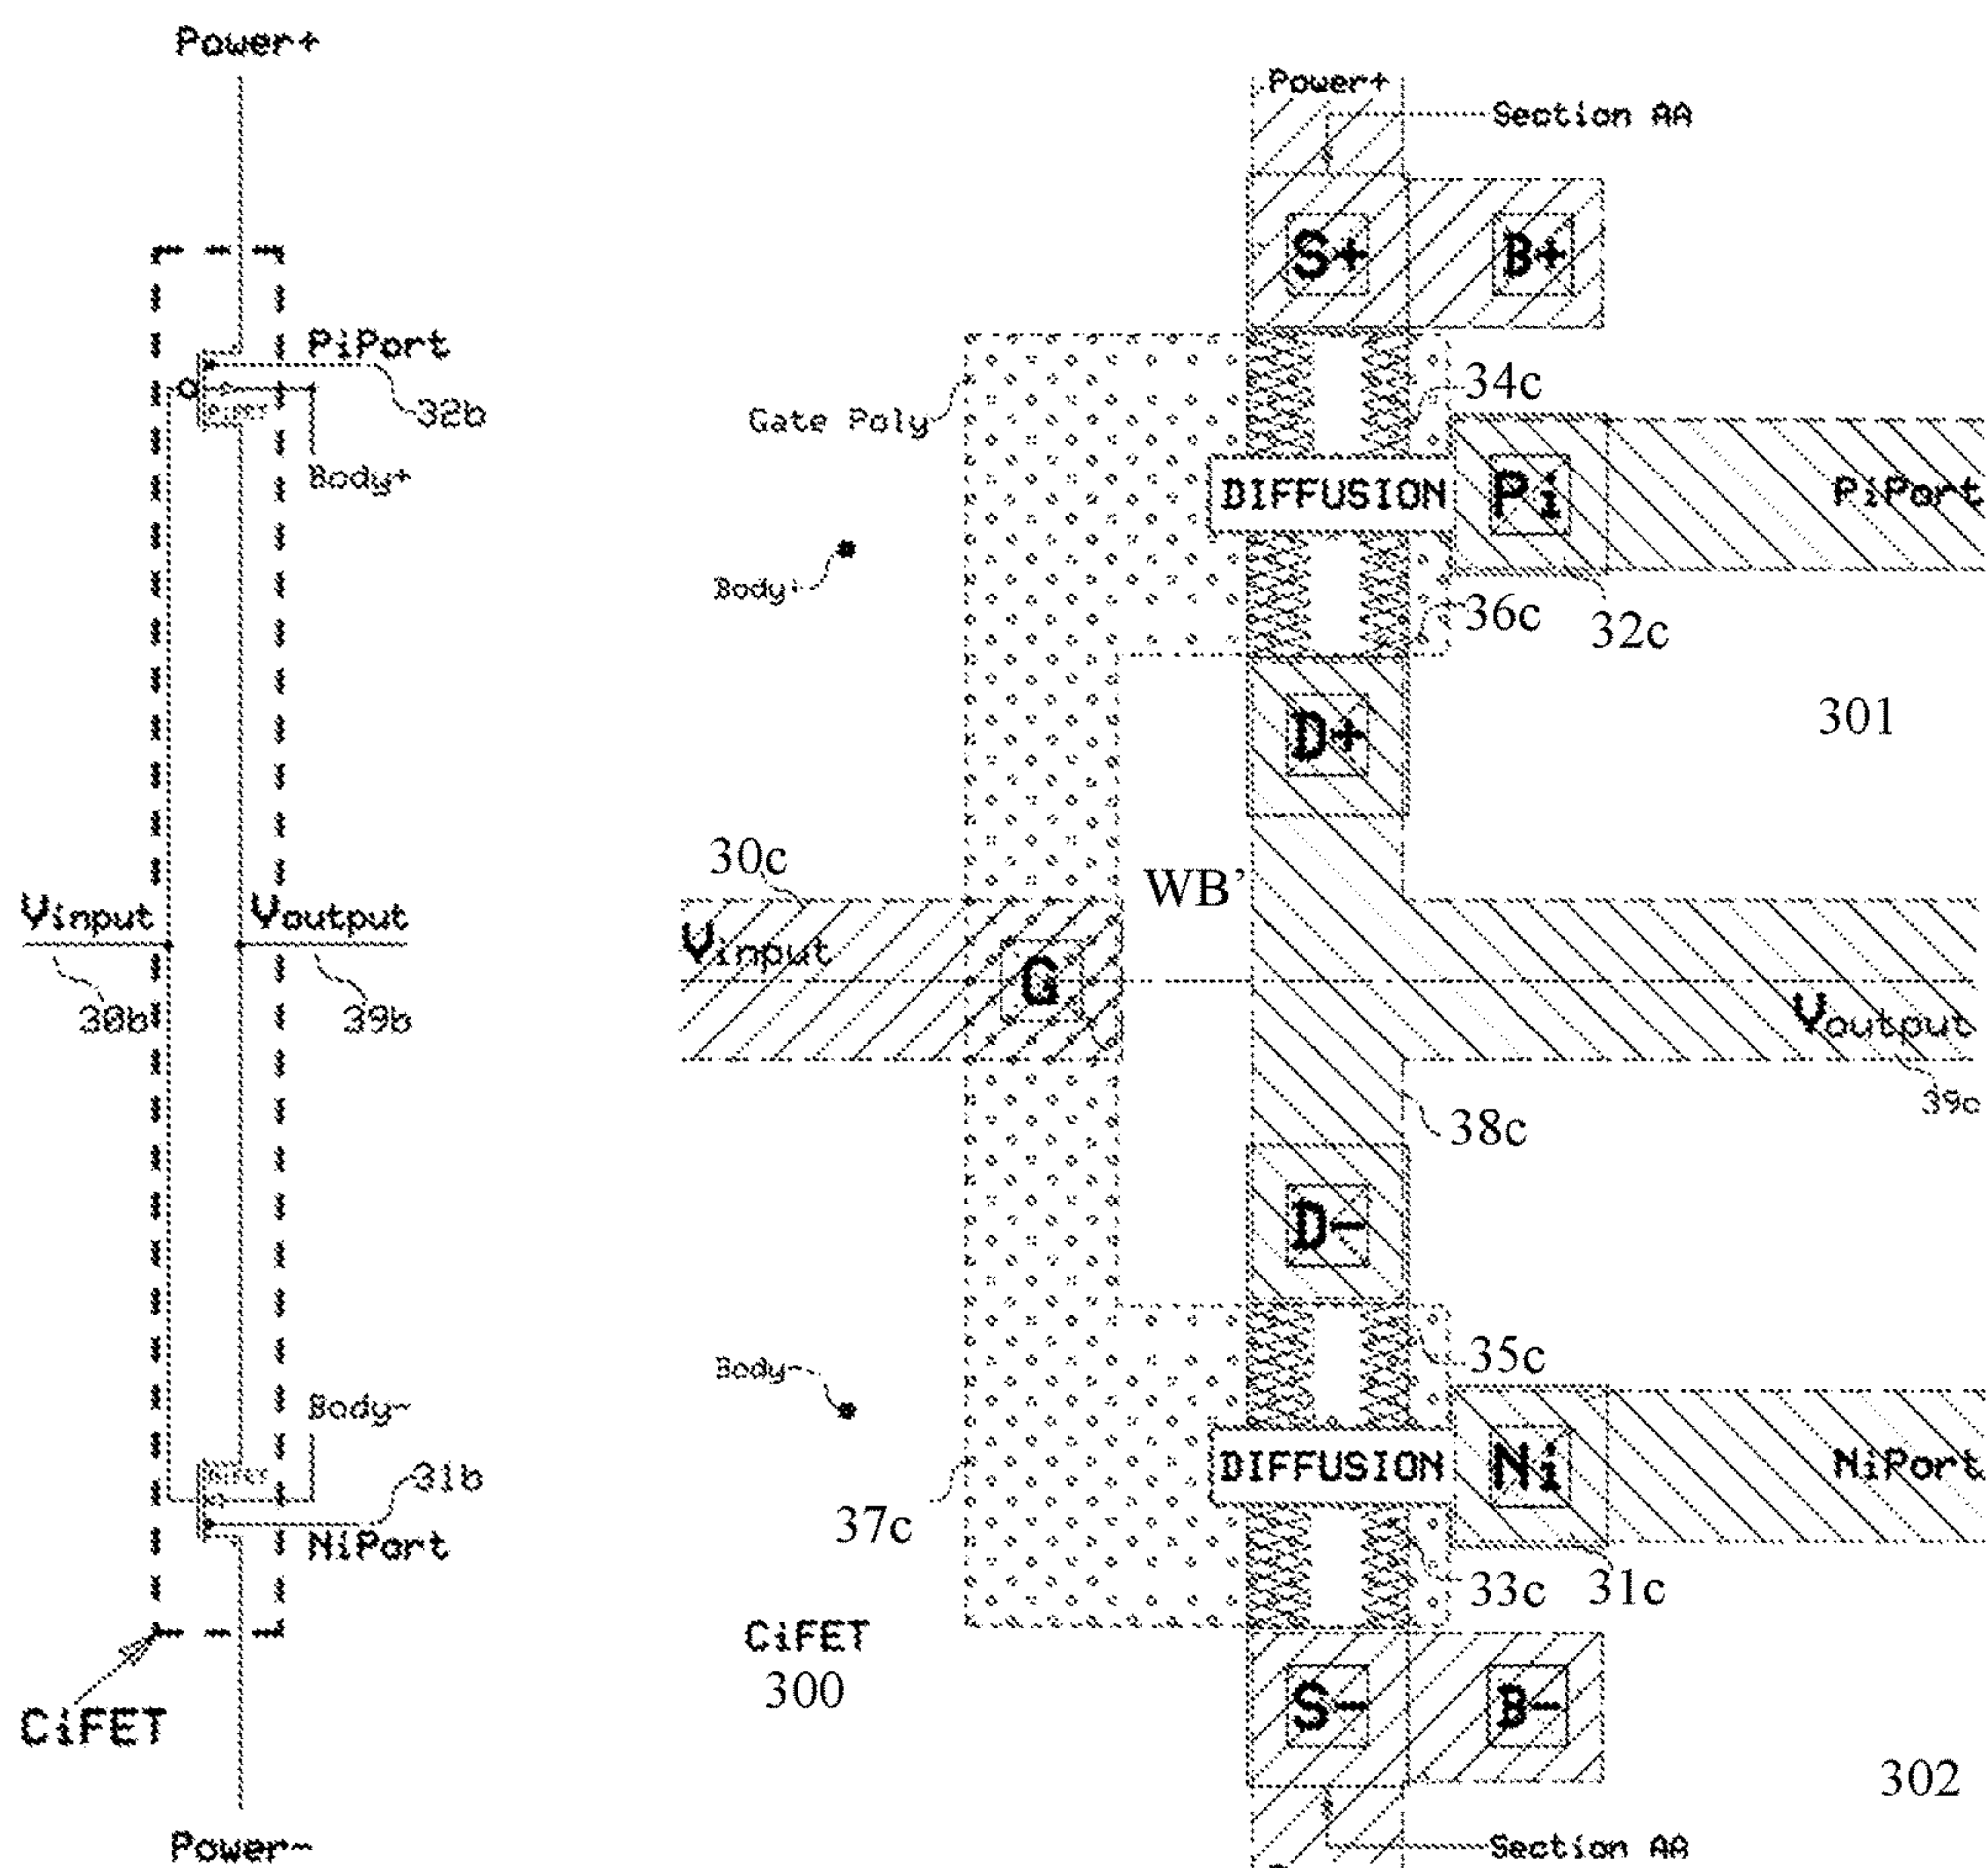 Power+
PiPort
32b
Body+
Vinput
Voutput
30b
39b
Body-
31b
NiPort
CiFET
Power-
Power+
Section AA
S+
B+
34c
Gate Poly
DIFFUSION
Pi
PiPort
Body+
36c
32c
D+
301
30c
WB'
Vinput
G
Voutput
39c
38c
D-
35c
Body-
DIFFUSION
Ni
NiPort
37c
33c
31c
CiFET
300
S-
B-
302
Section AA